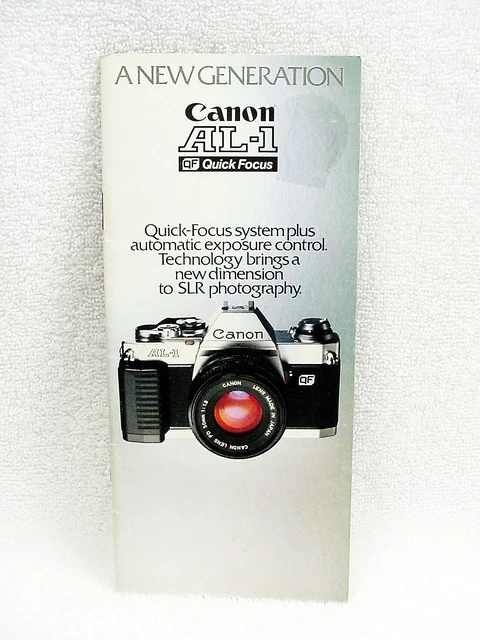 A NEW GENERATION
Canon
AL-1
QF Quick Focus
Quick-Focus system plus
automatic exposure control.
Technology brings a
new dimension
to SLR photography.
Canon
AL-1
QF
CANON LENS MADE IN JAPAN
CANON LENS FD 50mm 1:1.8